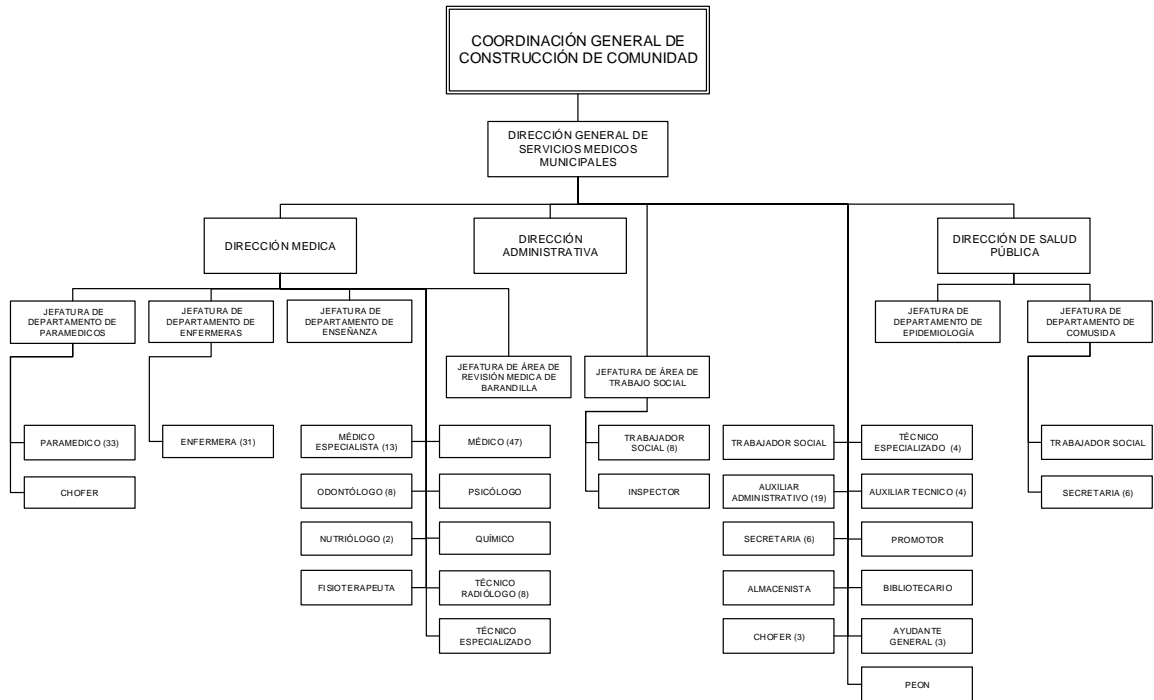 COORDINACIÓN GENERAL DE
CONSTRUCCIÓN DE COMUNIDAD
DIRECCIÓN GENERAL DE
SERVICIOS MEDICOS
MUNICIPALES
DIRECCIÓN MEDICA
DIRECCIÓN
ADMINISTRATIVA
DIRECCIÓN DE SALUD
PÚBLICA
JEFATURA DE
DEPARTAMENTO DE
PARAMEDICOS
JEFATURA DE
DEPARTAMENTO DE
ENFERMERAS
JEFATURA DE
DEPARTAMENTO DE
ENSEÑANZA
JEFATURA DE
DEPARTAMENTO DE
EPIDEMIOLOGÍA
JEFATURA DE
DEPARTAMENTO DE
COMUSIDA
JEFATURA DE ÁREA DE
REVISIÓN MEDICA DE
BARANDILLA
JEFATURA DE ÁREA DE
TRABAJO SOCIAL
PARAMEDICO (33)
ENFERMERA (31)
MÉDICO
ESPECIALISTA (13)
MÉDICO (47)
TRABAJADOR
SOCIAL (8)
TRABAJADOR SOCIAL
TÉCNICO
ESPECIALIZADO (4)
TRABAJADOR SOCIAL
CHOFER
ODONTÓLOGO (8)
PSICÓLOGO
INSPECTOR
AUXILIAR
ADMINISTRATIVO (19)
AUXILIAR TECNICO (4)
SECRETARIA (6)
NUTRIÓLOGO (2)
QUÍMICO
SECRETARIA (6)
PROMOTOR
FISIOTERAPEUTA
TÉCNICO
RADIÓLOGO (8)
ALMACENISTA
BIBLIOTECARIO
TÉCNICO
ESPECIALIZADO
CHOFER (3)
AYUDANTE
GENERAL (3)
PEON